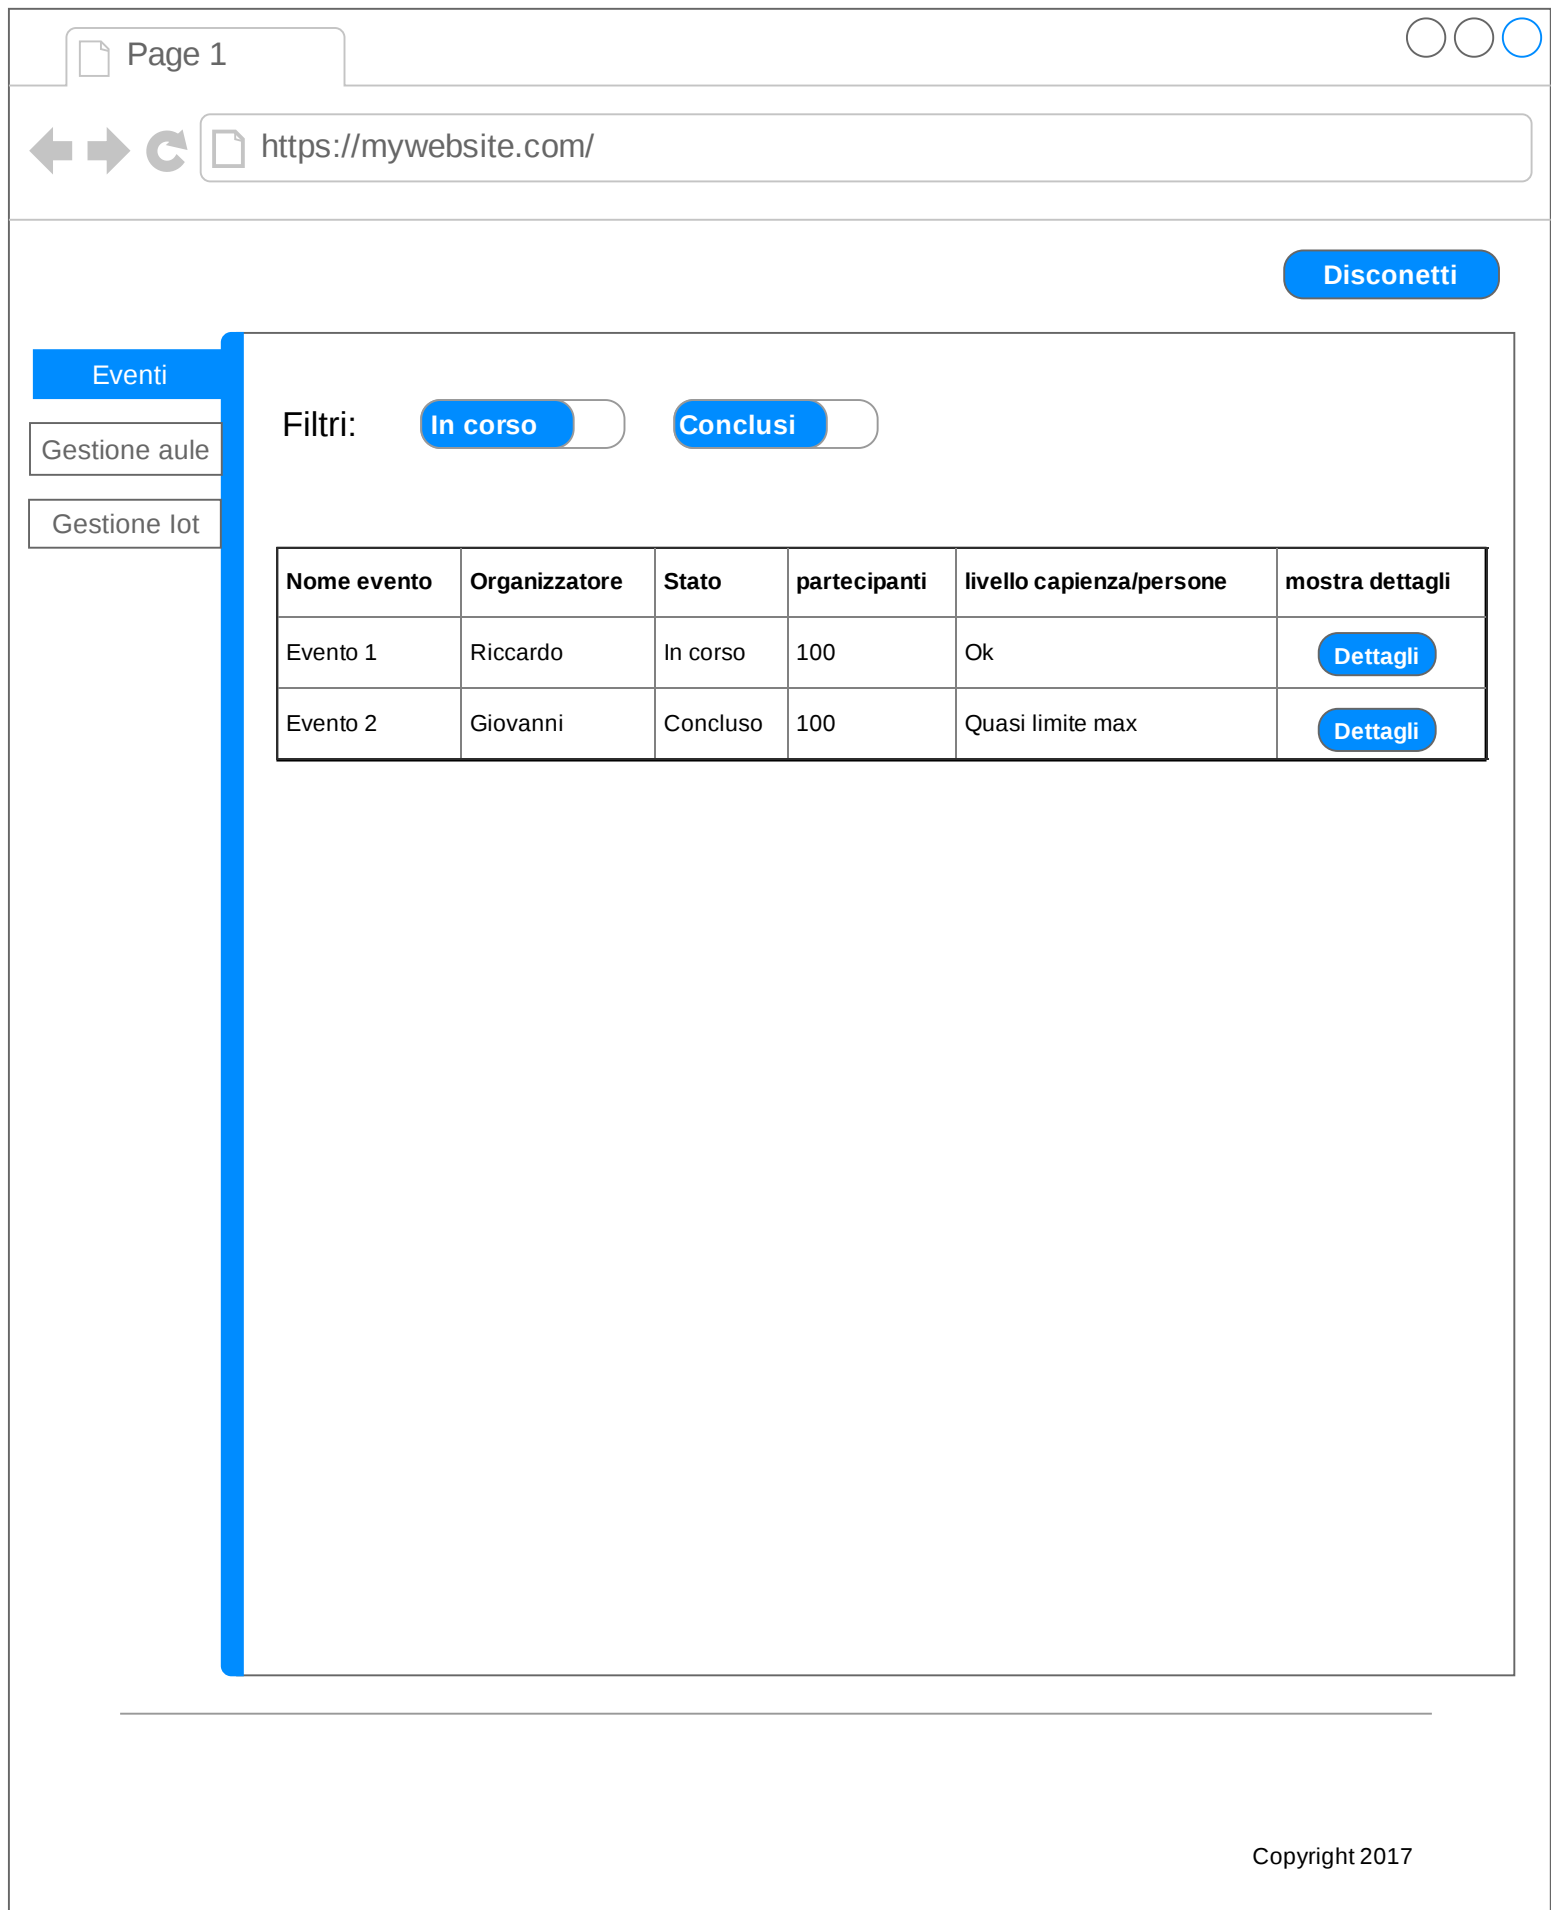 Page 1
https://mywebsite.com/
Disconetti
Eventi
Gestione aule
Gestione Iot
Filtri: In corso Conclusi
Nome evento Organizzatore Stato partecipanti livello capienza/persone mostra dettagli
Evento 1 Riccardo In corso 100 Ok Dettagli
Evento 2 Giovanni Concluso 100 Quasi limite max Dettagli
Copyright 2017